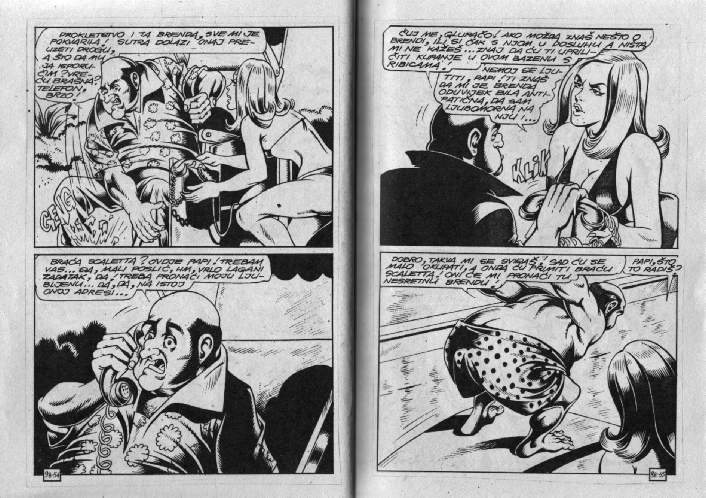 PROKLETSTVO I TA BRENDA, SVE MI JE
POKVARILA! SUTRA DOLAZI ONAJ PRE-
UZETI DROGU,
A ŠTO DA MU
JA ISPORU-
ČIM? VRE-
ĆU BRAŠNA?
TELEFON,
BRZO!
BRAĆA SCALETTA? OVDJE PAPI! TREBAM
VAS... DA, MALI POSLIĆ, HM, VRLO LAGANI
ZADATAK, DA! TREBA PRONAĆI MOJU LJU-
BLJENU... DA, DA, NA ISTOJ
ONOJ ADRESI...
ČUJ ME, GLUPAČO! AKO MOŽDA ZNAŠ NEŠTO O
BRENDI, ILI SI ČAK S NJOM U DOSLUHU A NIŠTA
MI NE KAŽEŠ... ZNAJ DA ĆU TI UPRILI-
ČITI KUPANJE U OVOM BAZENU S
RIBICAMA!
NEMOJ SE LJU-
TITI, PAPI! TI ZNAŠ
DA MI JE BRENDA
ODUVIJEK BILA ANTI-
PATIČNA, DA SAM
LJUBOMORNA NA
NJU!...
KLIK
DOBRO, TAKVA MI SE SVIĐAŠ! SAD ĆU SE
MALO OKUPATI, A ONDA ĆU PRIMITI BRAĆU
SCALETTA! ONI ĆE MI PRONAĆI TU
NESRETNU BRENDU!
PAPI, ŠTO
TO RADIŠ?